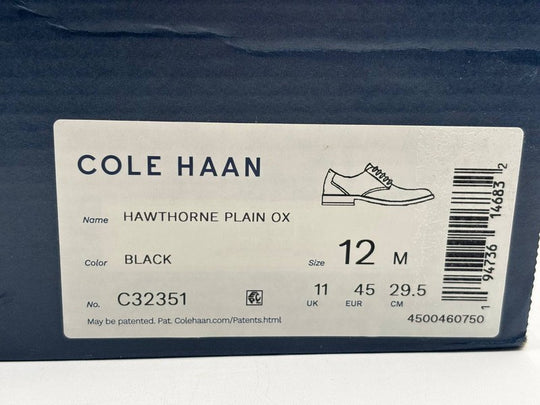 COLE HAAN
Name HAWTHORNE PLAIN OX
Color BLACK Size 12 M
No. C32351 11 45 29.5
UK EUR CM
May be patented. Pat. Colehaan.com/Patents.html
4500460750
1 94736 14683 2